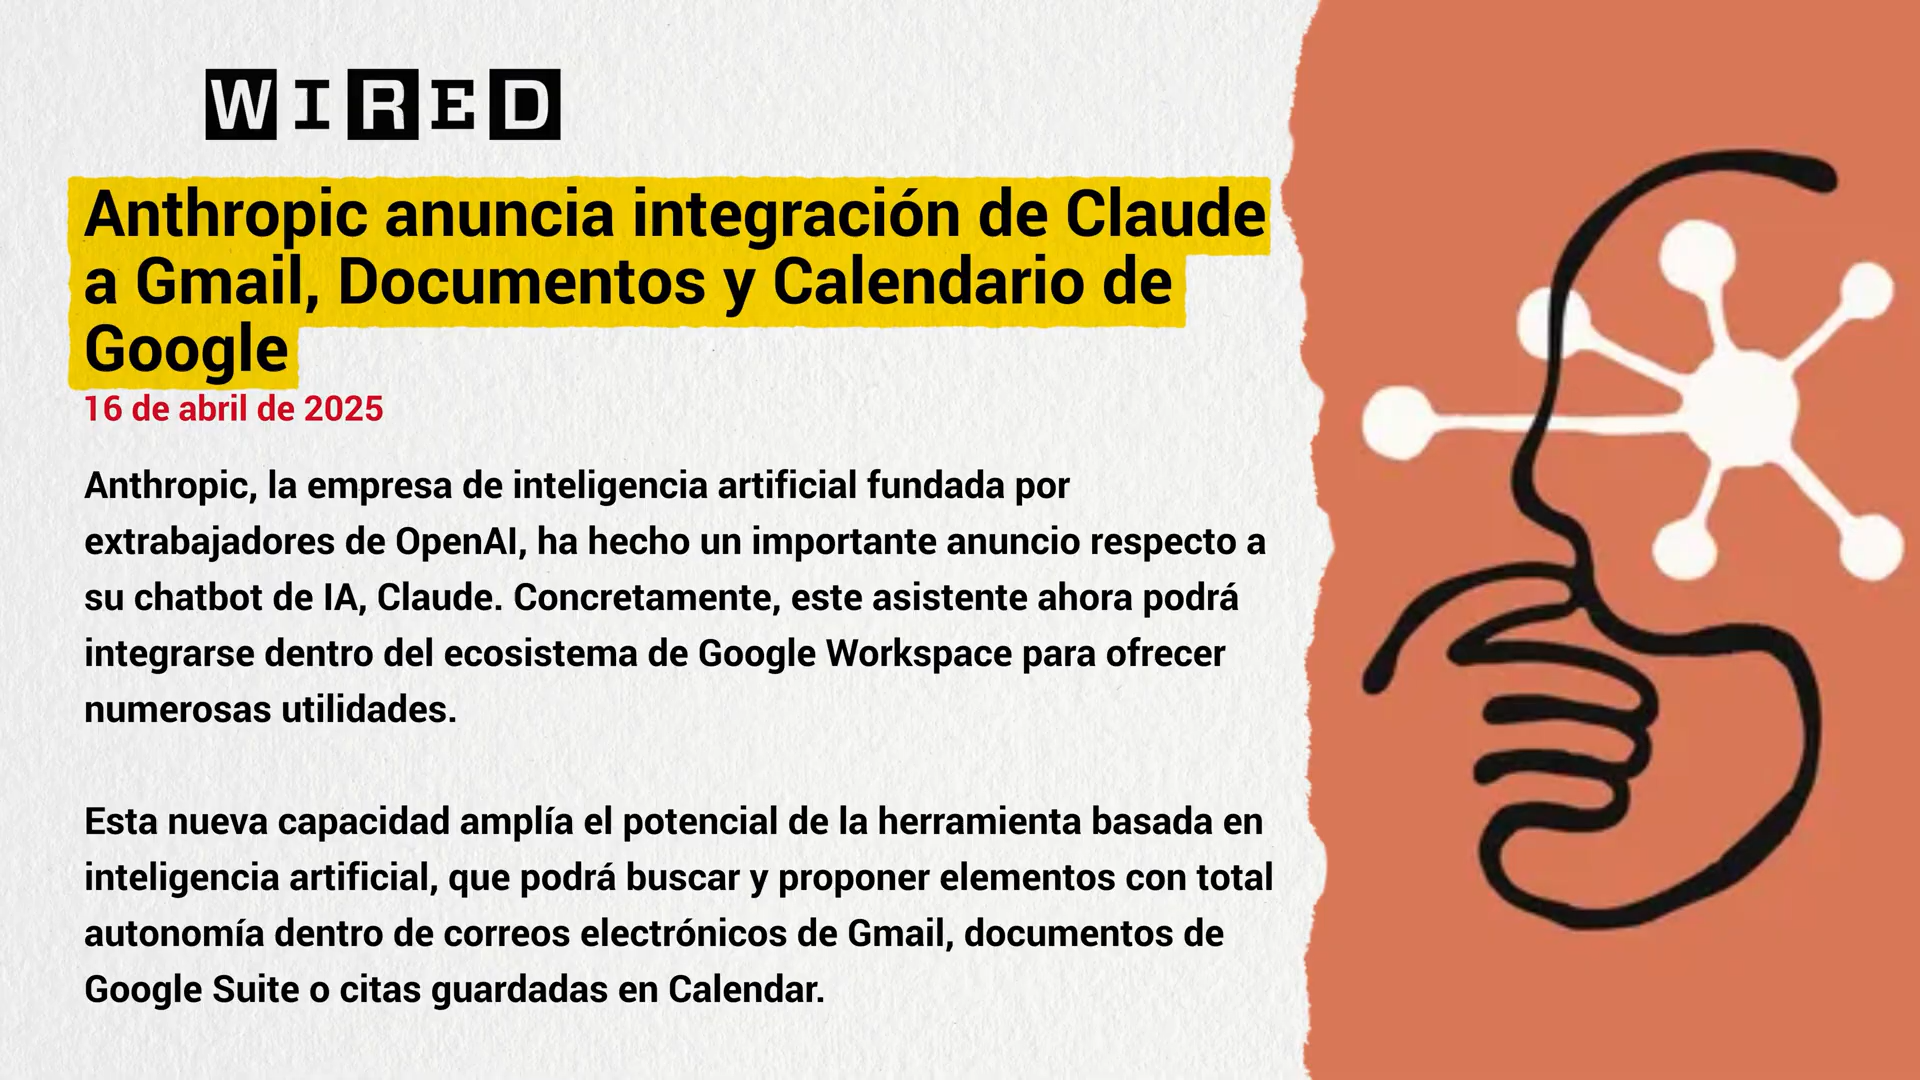 WIRED
Anthropic anuncia integración de Claude
a Gmail, Documentos y Calendario de
Google
16 de abril de 2025
Anthropic, la empresa de inteligencia artificial fundada por
extrabajadores de OpenAI, ha hecho un importante anuncio respecto a
su chatbot de IA, Claude. Concretamente, este asistente ahora podrá
integrarse dentro del ecosistema de Google Workspace para ofrecer
numerosas utilidades.
Esta nueva capacidad amplía el potencial de la herramienta basada en
inteligencia artificial, que podrá buscar y proponer elementos con total
autonomía dentro de correos electrónicos de Gmail, documentos de
Google Suite o citas guardadas en Calendar.